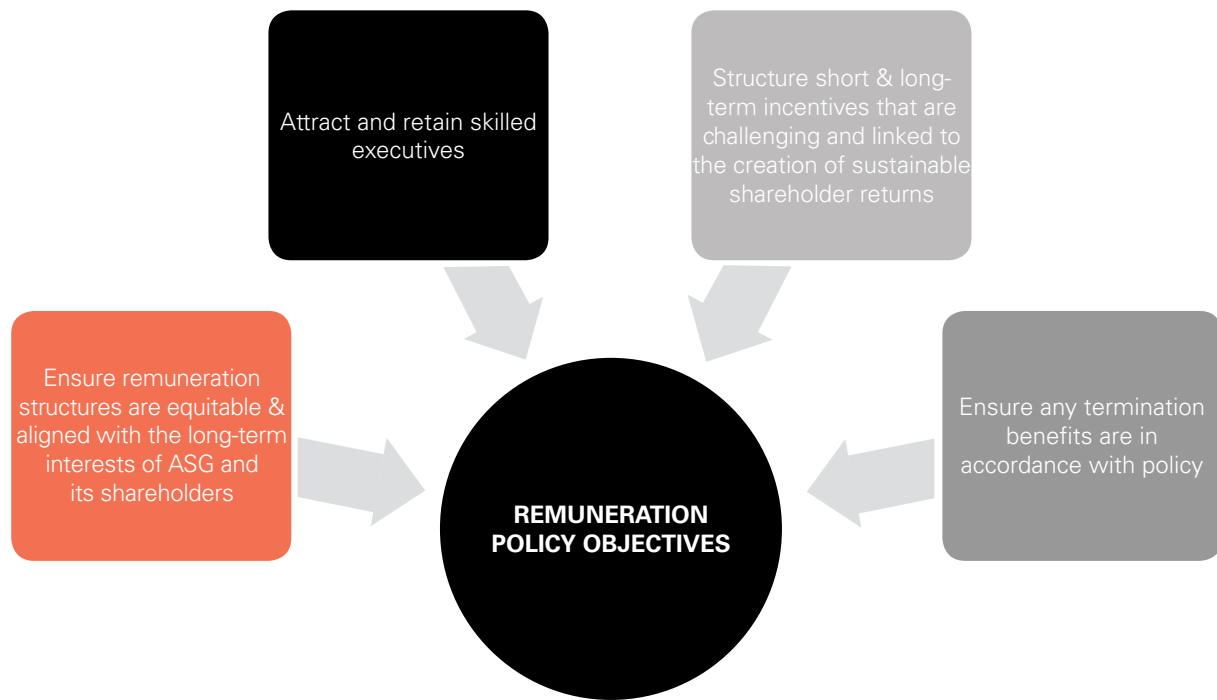 Attract and retain skilled
executives
Structure short & long-
term incentives that are
challenging and linked to
the creation of sustainable
shareholder returns
Ensure remuneration
structures are equitable &
aligned with the long-term
interests of ASG and
its shareholders
Ensure any termination
benefits are in
accordance with policy
REMUNERATION
POLICY OBJECTIVES